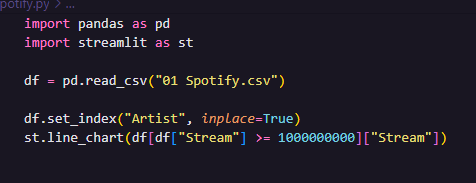 potify.py > ...
import pandas as pd
import streamlit as st
df = pd.read_csv("01 Spotify.csv")
df.set_index("Artist", inplace=True)
st.line_chart(df[df["Stream"] >= 1000000000]["Stream"])